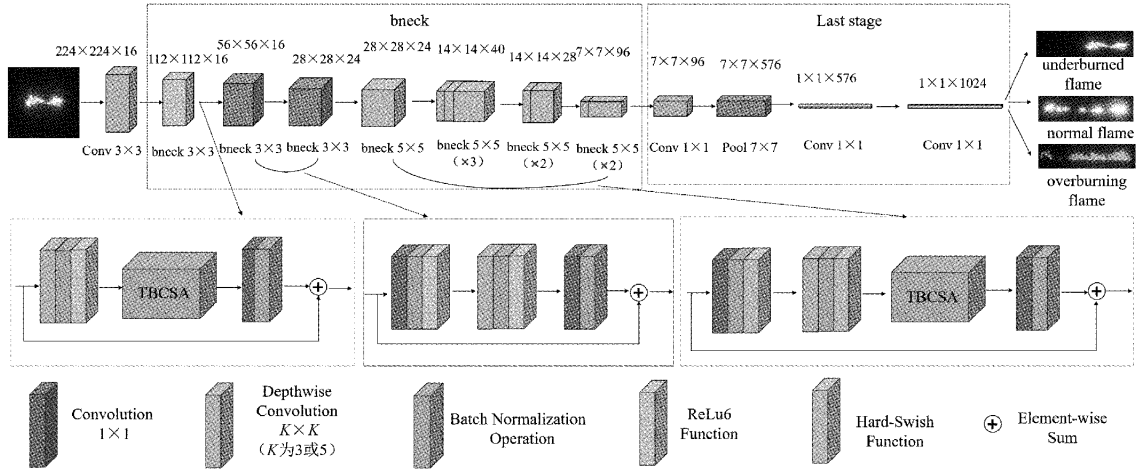 bneck
Last stage
224×224×16
112×112×16
56×56×16
28×28×24
28×28×24
14×14×40
14×14×28
7×7×96
7×7×96
7×7×576
1×1×576
1×1×1024
underburned
flame
normal flame
overburning
flame
Conv 3×3
bneck 3×3
bneck 3×3
bneck 3×3
bneck 5×5
bneck 5×5
(×3)
bneck 5×5
(×2)
bneck 5×5
(×2)
Conv 1×1
Pool 7×7
Conv 1×1
Conv 1×1
TBCSA
TBCSA
Convolution
1×1
Depthwise
Convolution
K×K
（K为3或5）
Batch Normalization
Operation
ReLu6
Function
Hard-Swish
Function
Element-wise
Sum